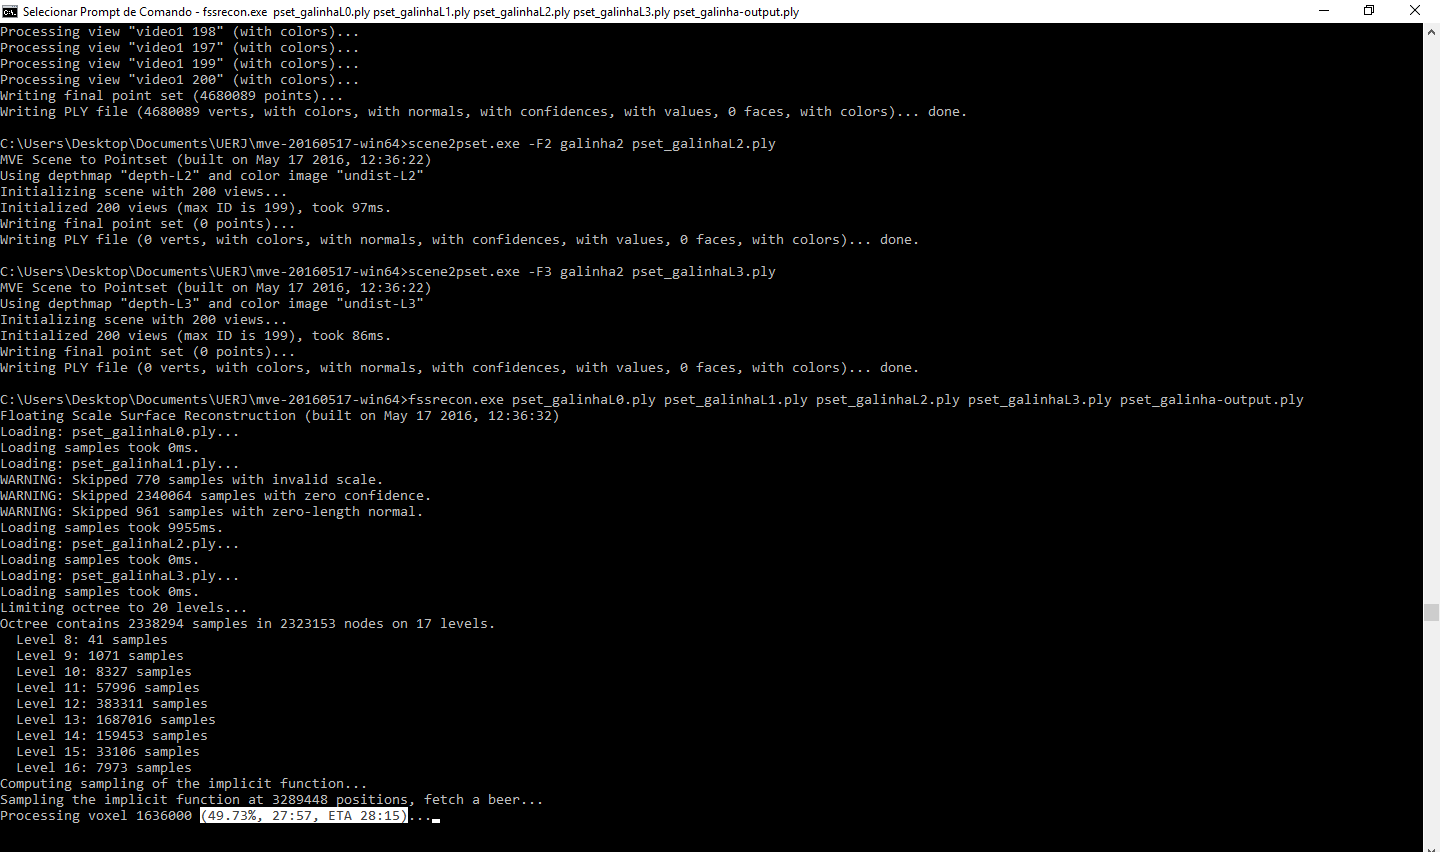 Selecionar Prompt de Comando - fssrecon.exe  pset_galinhaL0.ply pset_galinhaL1.ply pset_galinhaL2.ply pset_galinhaL3.ply pset_galinha-output.ply
Processing view "video1 198" (with colors)...
Processing view "video1 197" (with colors)...
Processing view "video1 199" (with colors)...
Processing view "video1 200" (with colors)...
Writing final point set (4680089 points)...
Writing PLY file (4680089 verts, with colors, with normals, with confidences, with values, 0 faces, with colors)... done.
C:\Users\Desktop\Documents\UERJ\mve-20160517-win64>scene2pset.exe -F2 galinha2 pset_galinhaL2.ply
MVE Scene to Pointset (built on May 17 2016, 12:36:22)
Using depthmap "depth-L2" and color image "undist-L2"
Initializing scene with 200 views...
Initialized 200 views (max ID is 199), took 97ms.
Writing final point set (0 points)...
Writing PLY file (0 verts, with colors, with normals, with confidences, with values, 0 faces, with colors)... done.
C:\Users\Desktop\Documents\UERJ\mve-20160517-win64>scene2pset.exe -F3 galinha2 pset_galinhaL3.ply
MVE Scene to Pointset (built on May 17 2016, 12:36:22)
Using depthmap "depth-L3" and color image "undist-L3"
Initializing scene with 200 views...
Initialized 200 views (max ID is 199), took 86ms.
Writing final point set (0 points)...
Writing PLY file (0 verts, with colors, with normals, with confidences, with values, 0 faces, with colors)... done.
C:\Users\Desktop\Documents\UERJ\mve-20160517-win64>fssrecon.exe pset_galinhaL0.ply pset_galinhaL1.ply pset_galinhaL2.ply pset_galinhaL3.ply pset_galinha-output.ply
Floating Scale Surface Reconstruction (built on May 17 2016, 12:36:32)
Loading: pset_galinhaL0.ply...
Loading samples took 0ms.
Loading: pset_galinhaL1.ply...
WARNING: Skipped 770 samples with invalid scale.
WARNING: Skipped 2340064 samples with zero confidence.
WARNING: Skipped 961 samples with zero-length normal.
Loading samples took 9955ms.
Loading: pset_galinhaL2.ply...
Loading samples took 0ms.
Loading: pset_galinhaL3.ply...
Loading samples took 0ms.
Limiting octree to 20 levels...
Octree contains 2338294 samples in 2323153 nodes on 17 levels.
  Level 8: 41 samples
  Level 9: 1071 samples
  Level 10: 8327 samples
  Level 11: 57996 samples
  Level 12: 383311 samples
  Level 13: 1687016 samples
  Level 14: 159453 samples
  Level 15: 33106 samples
  Level 16: 7973 samples
Computing sampling of the implicit function...
Sampling the implicit function at 3289448 positions, fetch a beer...
Processing voxel 1636000 (49.73%, 27:57, ETA 28:15)...